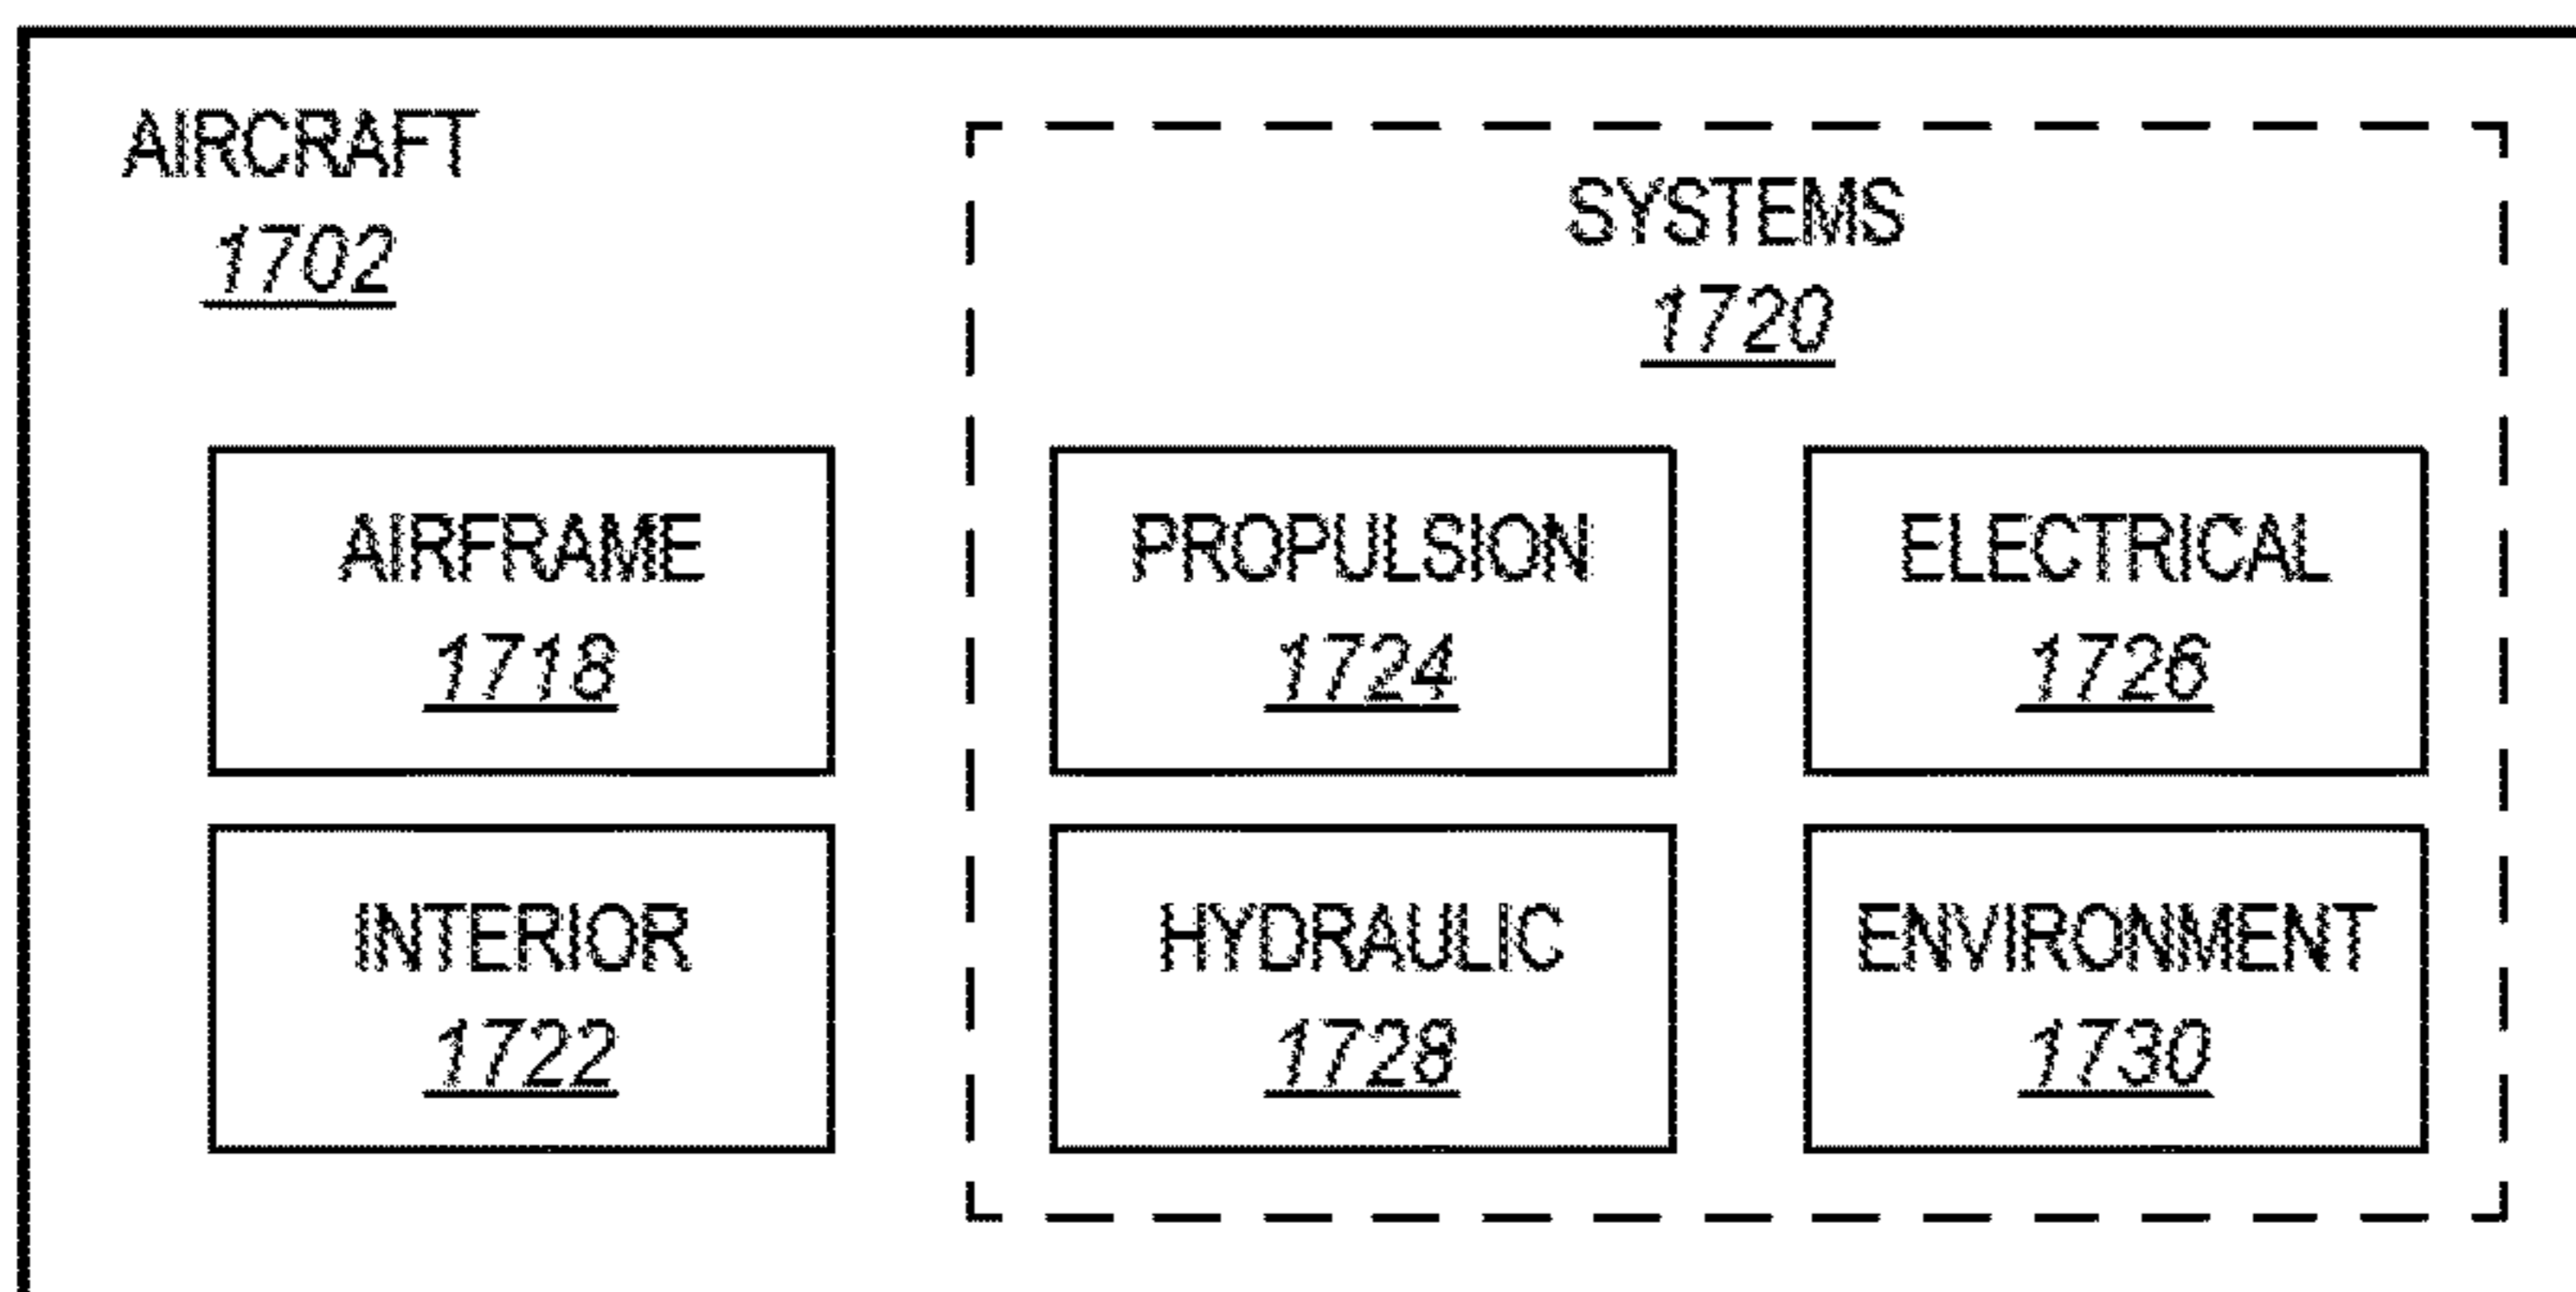 AIRCRAFT
1702
SYSTEMS
1720
AIRFRAME
1718
PROPULSION
1724
ELECTRICAL
1726
INTERIOR
1722
HYDRAULIC
1728
ENVIRONMENT
1730